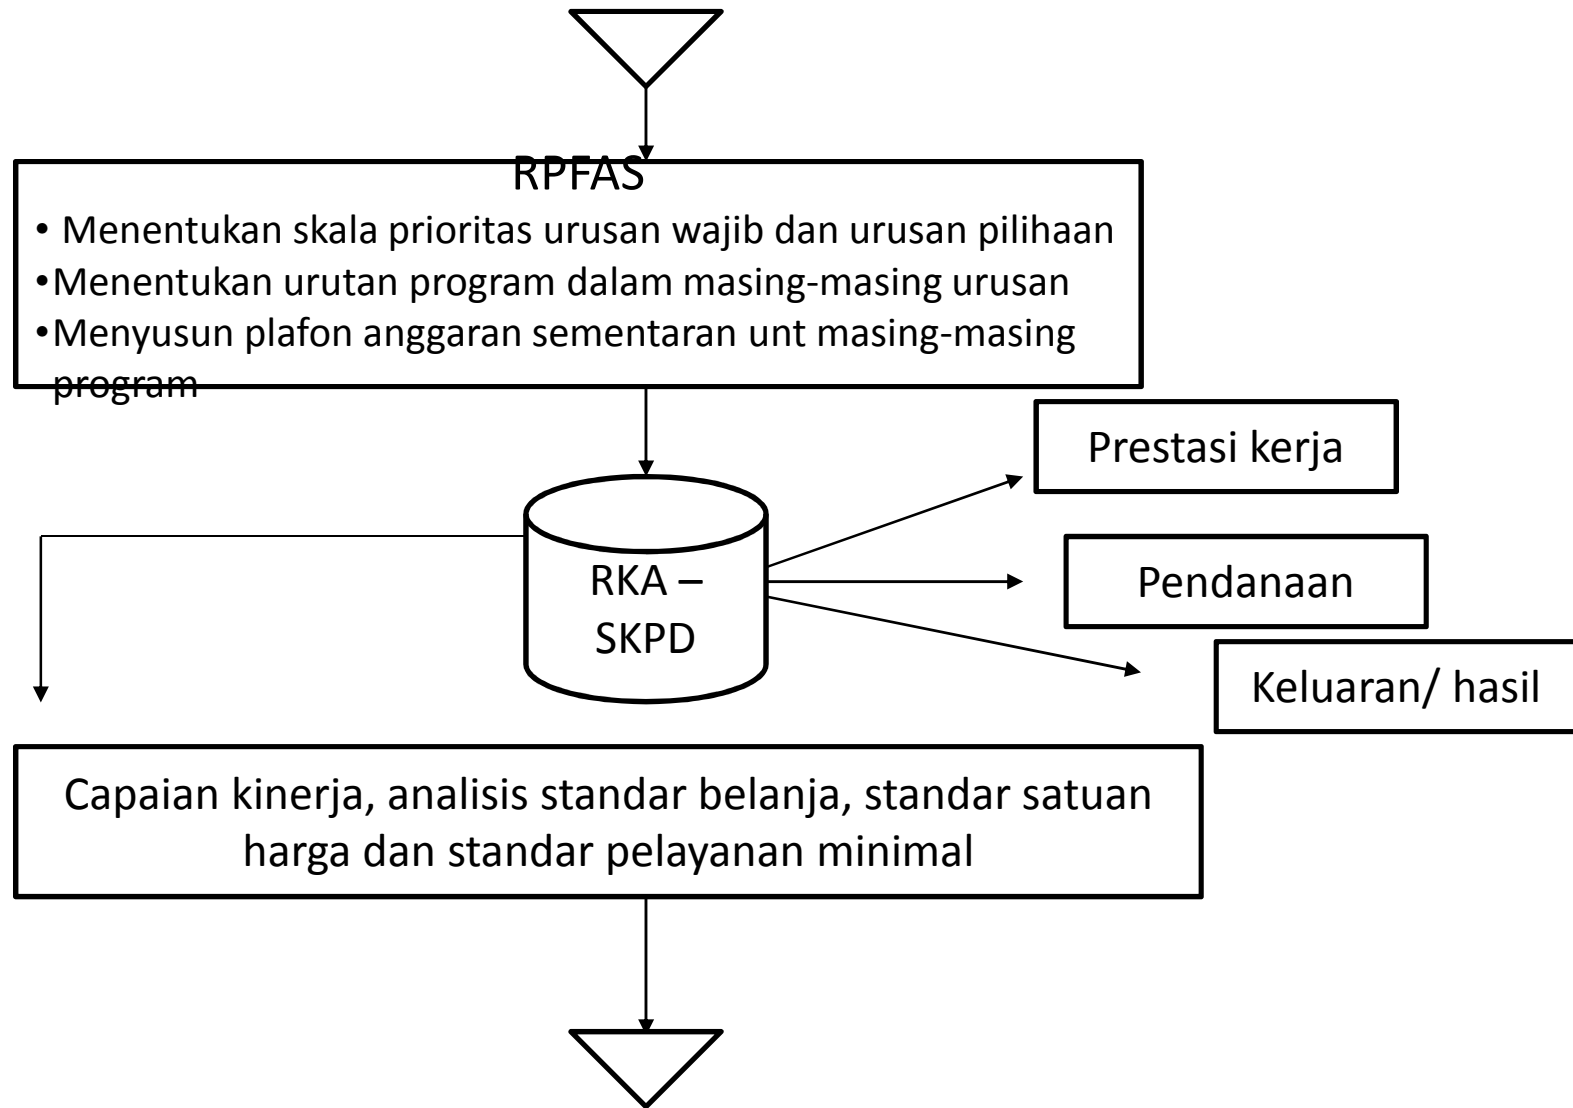 RPFAS
• Menentukan skala prioritas urusan wajib dan urusan pilihaan
•Menentukan urutan program dalam masing-masing urusan
•Menyusun plafon anggaran sementaran unt masing-masing
program
Prestasi kerja
RKA –
SKPD
Pendanaan
Keluaran/ hasil
Capaian kinerja, analisis standar belanja, standar satuan
harga dan standar pelayanan minimal